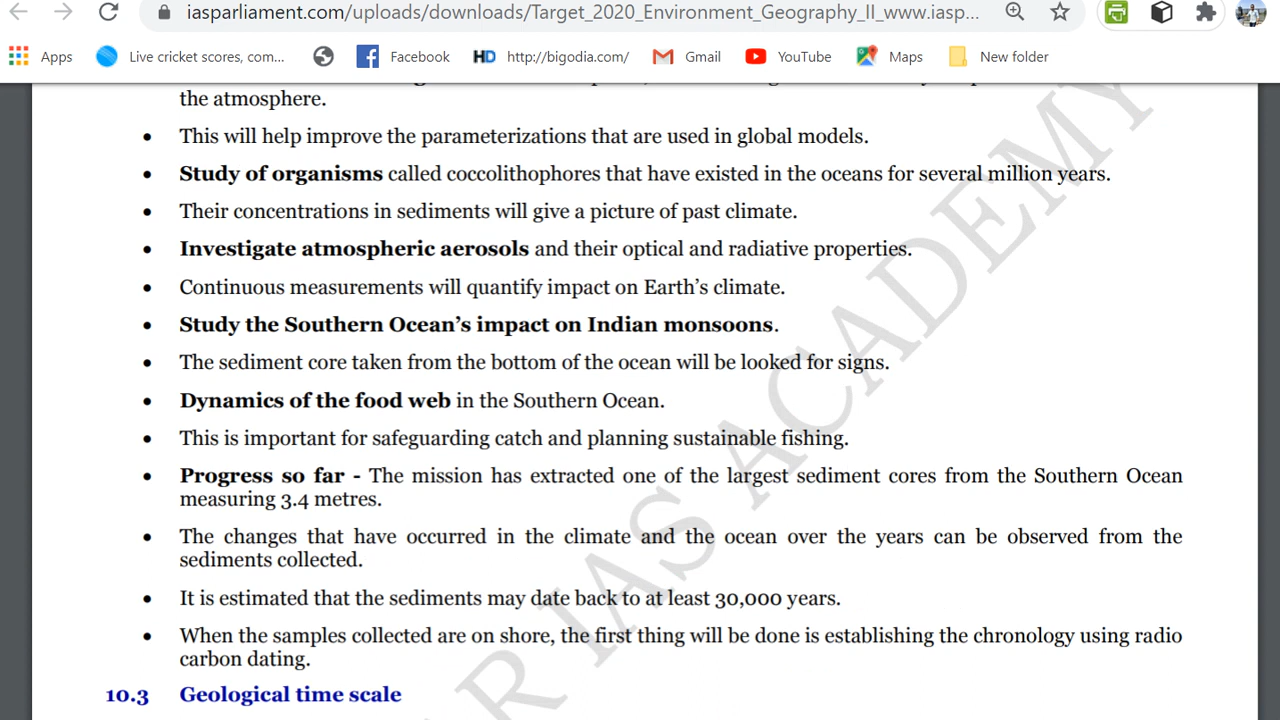 iasparliament.com/uploads/downloads/Target_2020_Environment_Geography_II_www.iasp...
Apps Live cricket scores, com... Facebook HD http://bigodia.com/ Gmail YouTube Maps New folder
the atmosphere.
• This will help improve the parameterizations that are used in global models.
• Study of organisms called coccolithophores that have existed in the oceans for several million years.
• Their concentrations in sediments will give a picture of past climate.
• Investigate atmospheric aerosols and their optical and radiative properties.
• Continuous measurements will quantify impact on Earth's climate.
• Study the Southern Ocean's impact on Indian monsoons.
• The sediment core taken from the bottom of the ocean will be looked for signs.
• Dynamics of the food web in the Southern Ocean.
• This is important for safeguarding catch and planning sustainable fishing.
• Progress so far - The mission has extracted one of the largest sediment cores from the Southern Ocean
measuring 3.4 metres.
• The changes that have occurred in the climate and the ocean over the years can be observed from the
sediments collected.
• It is estimated that the sediments may date back to at least 30,000 years.
• When the samples collected are on shore, the first thing will be done is establishing the chronology using radio
carbon dating.
10.3 Geological time scale
IAS ACADEMY